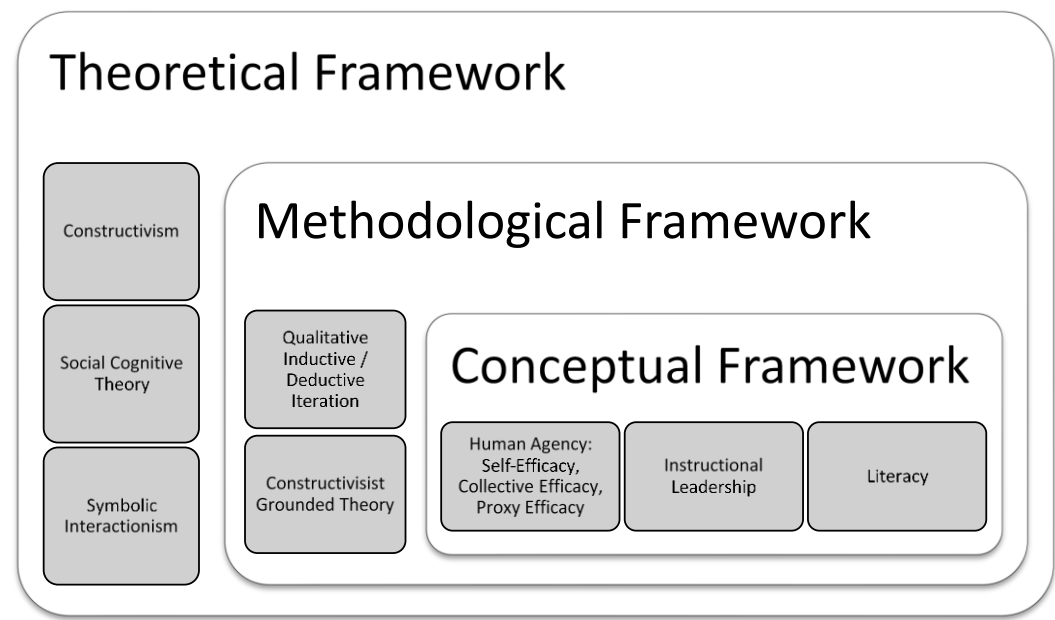 Theoretical Framework
Constructivism
Social Cognitive
Theory
Symbolic
Interactionism
Methodological Framework
Qualitative
Inductive /
Deductive
Iteration
Constructivisist
Grounded Theory
Conceptual Framework
Human Agency:
Self-Efficacy,
Collective Efficacy,
Proxy Efficacy
Instructional
Leadership
Literacy